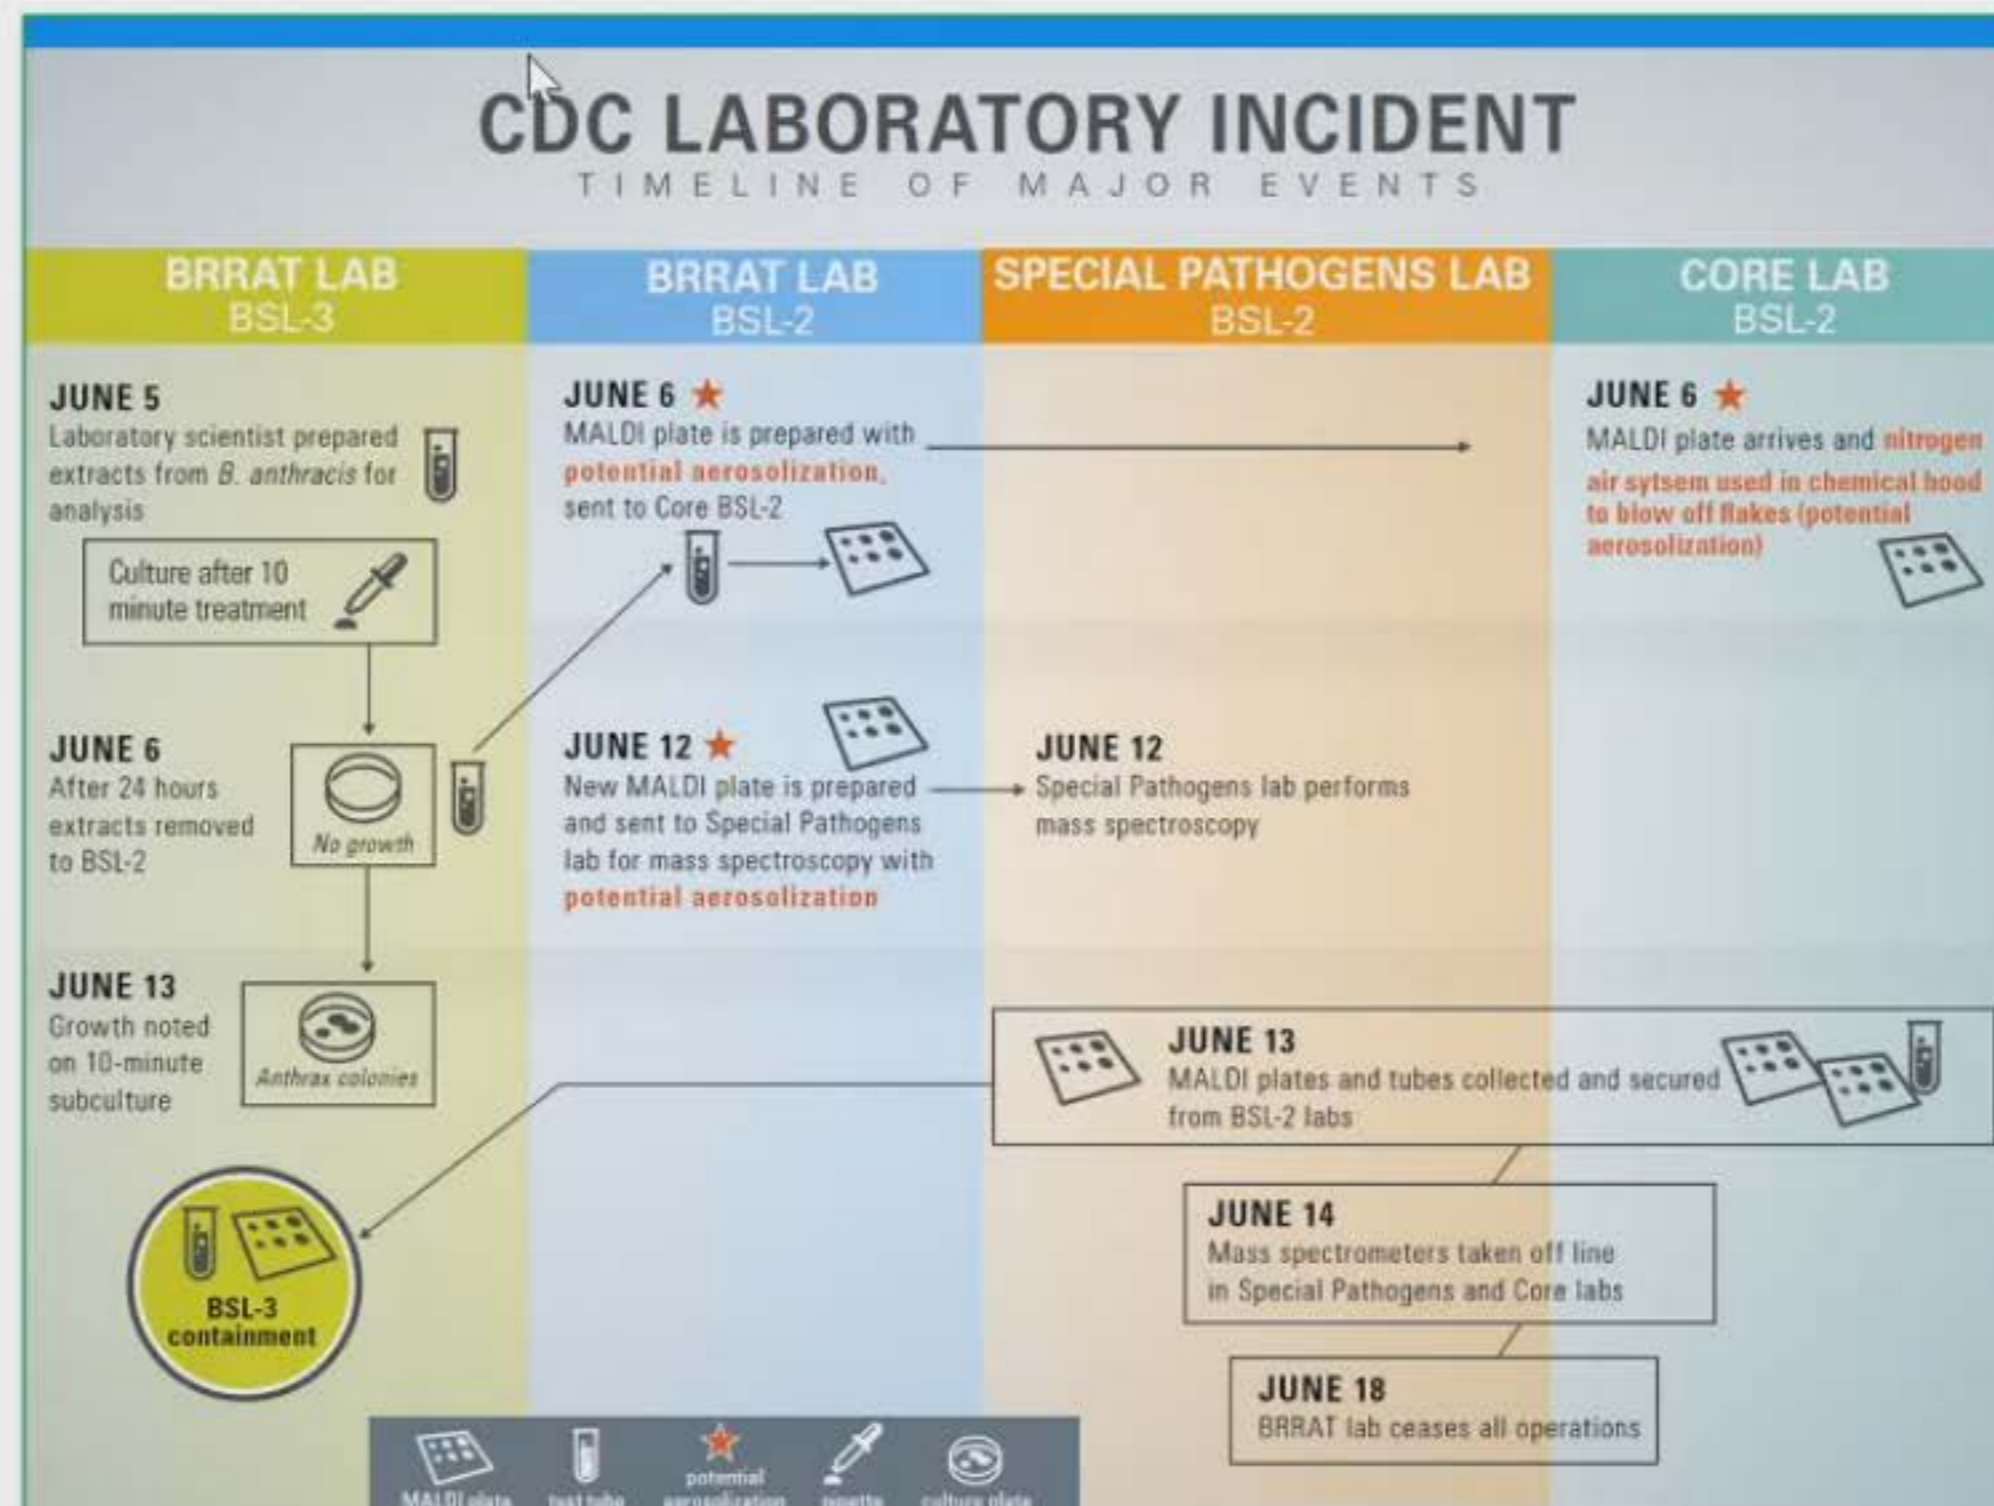 CDC LABORATORY INCIDENT
TIMELINE OF MAJOR EVENTS
BRRAT LAB
BSL-3
BRRAT LAB
BSL-2
SPECIAL PATHOGENS LAB
BSL-2
CORE LAB
BSL-2
JUNE 5
Laboratory scientist prepared
extracts from B. anthracis for
analysis
Culture after 10
minute treatment
JUNE 6
After 24 hours
extracts removed
to BSL-2
No growth
JUNE 13
Growth noted
on 10-minute
subculture
Anthrax colonies
BSL-3
containment
JUNE 6
MALDI plate is prepared with
potential aerosolization,
sent to Core BSL-2
JUNE 12
New MALDI plate is prepared
and sent to Special Pathogens
lab for mass spectroscopy with
potential aerosolization
JUNE 12
Special Pathogens lab performs
mass spectroscopy
JUNE 6
MALDI plate arrives and nitrogen
air sytsem used in chemical hood
to blow off flakes (potential
aerosolization)
JUNE 13
MALDI plates and tubes collected and secured
from BSL-2 labs
JUNE 14
Mass spectrometers taken off line
in Special Pathogens and Core labs
JUNE 18
BRRAT lab ceases all operations
MALDI plate
test tube
potential
aerosolization
pipette
culture plate